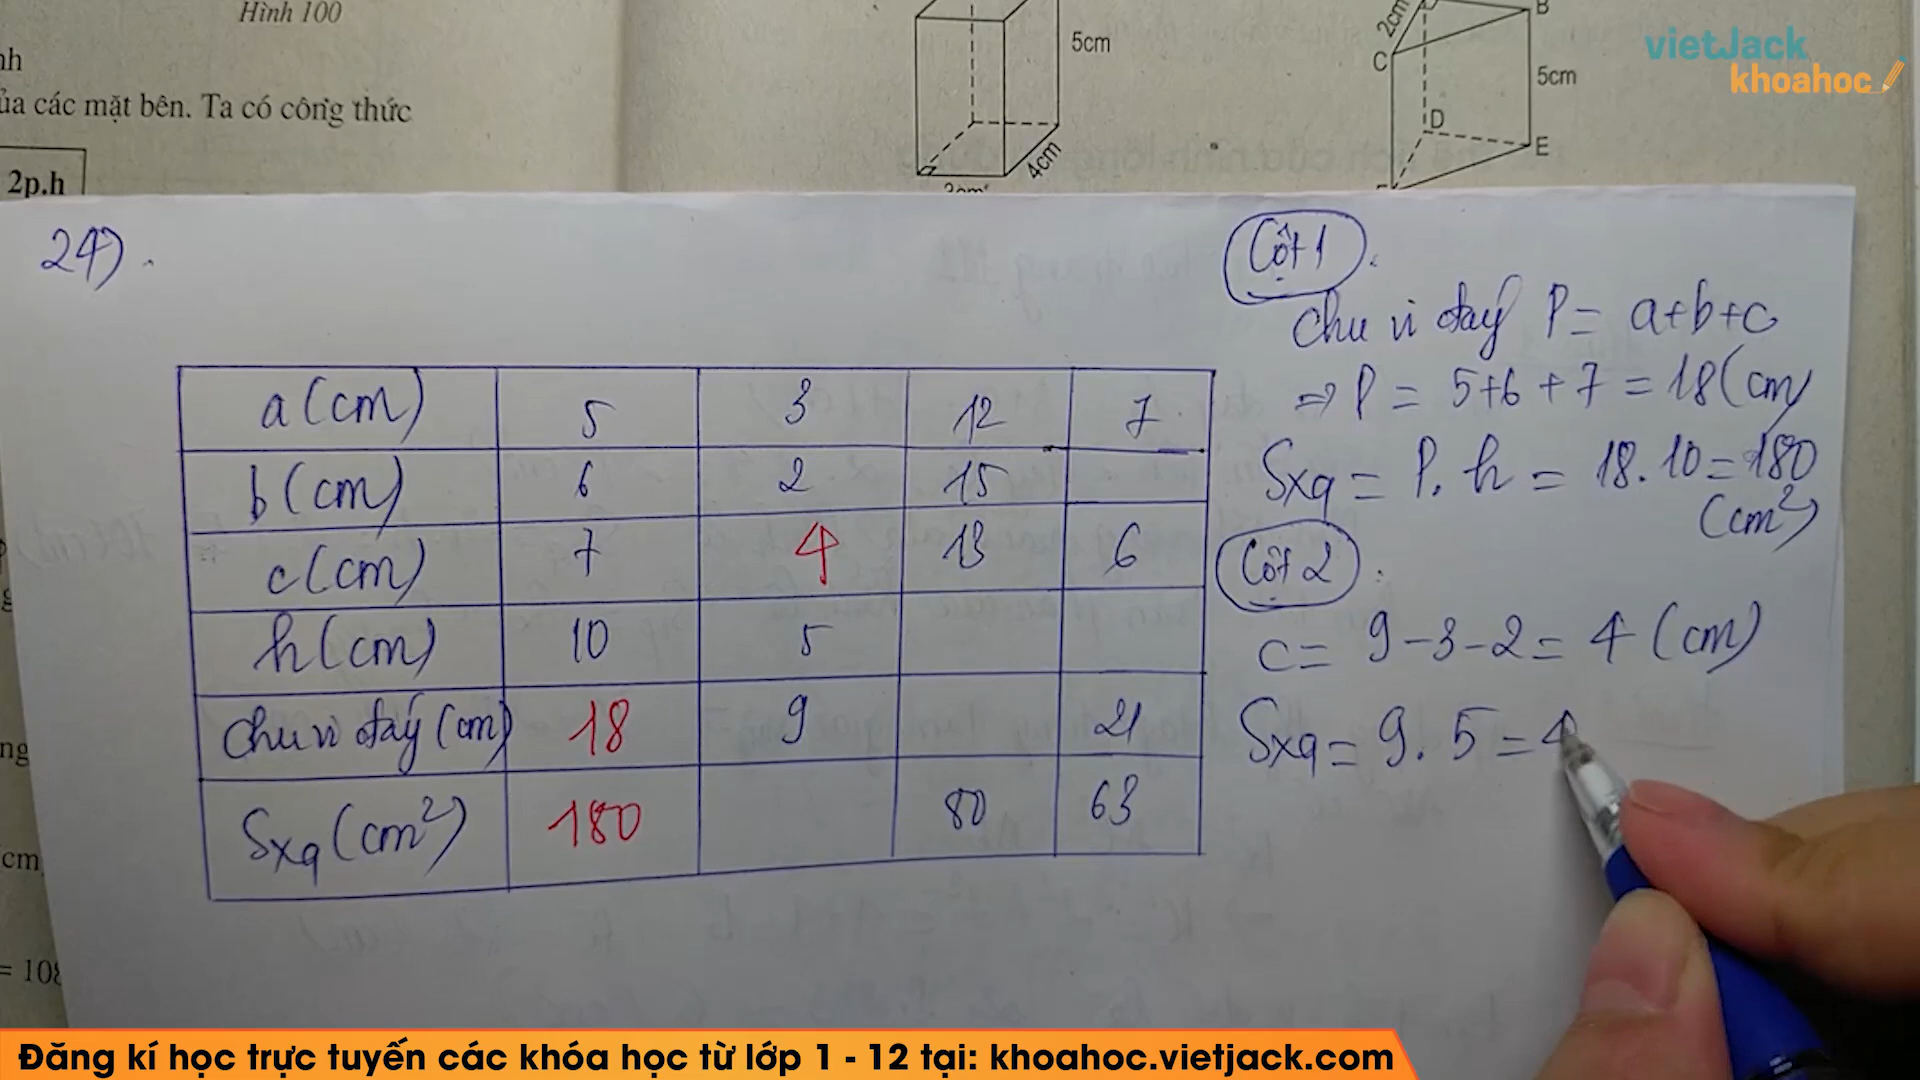 Hình 100
nh
ủa các mặt bên. Ta có công thức
2p.h
5cm
4cm
2cm
B
C
5cm
D
E
vietJack
khoahoc
24).
a(cm) 5 3 12 7
b(cm) 6 2 15
c(cm) 7 4 13 6
h(cm) 10 5
chu vi đáy (cm) 18 9 21
Sxq (cm²) 180 80 63
Cột 1:
Chu vi đáy P = a+b+c
⇒ P = 5+6+7 = 18 (cm)
Sxq = P.h = 18.10 = 180
(cm²)
Cột 2:
c = 9-3-2 = 4 (cm)
Sxq = 9.5 = 4
ng
cm
= 108
Đăng kí học trực tuyến các khóa học từ lớp 1 - 12 tại: khoahoc.vietjack.com